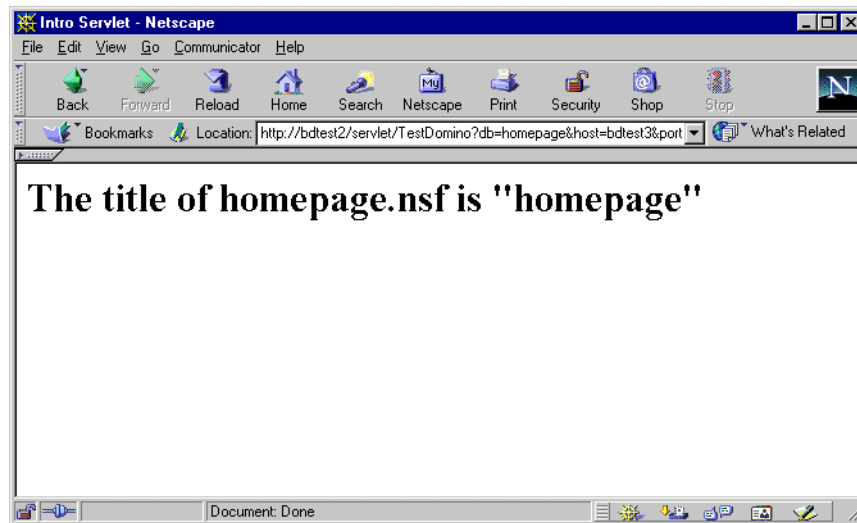 Intro Servlet - Netscape
File Edit View Go Communicator Help
My
Back Forward Reload Home Search Netscape Print Security Shop Stop
N
Bookmarks Location: http://bdtest2/servlet/TestDomino?db=homepage&host=bdtest3&port What's Related
The title of homepage.nsf is "homepage"
Document: Done